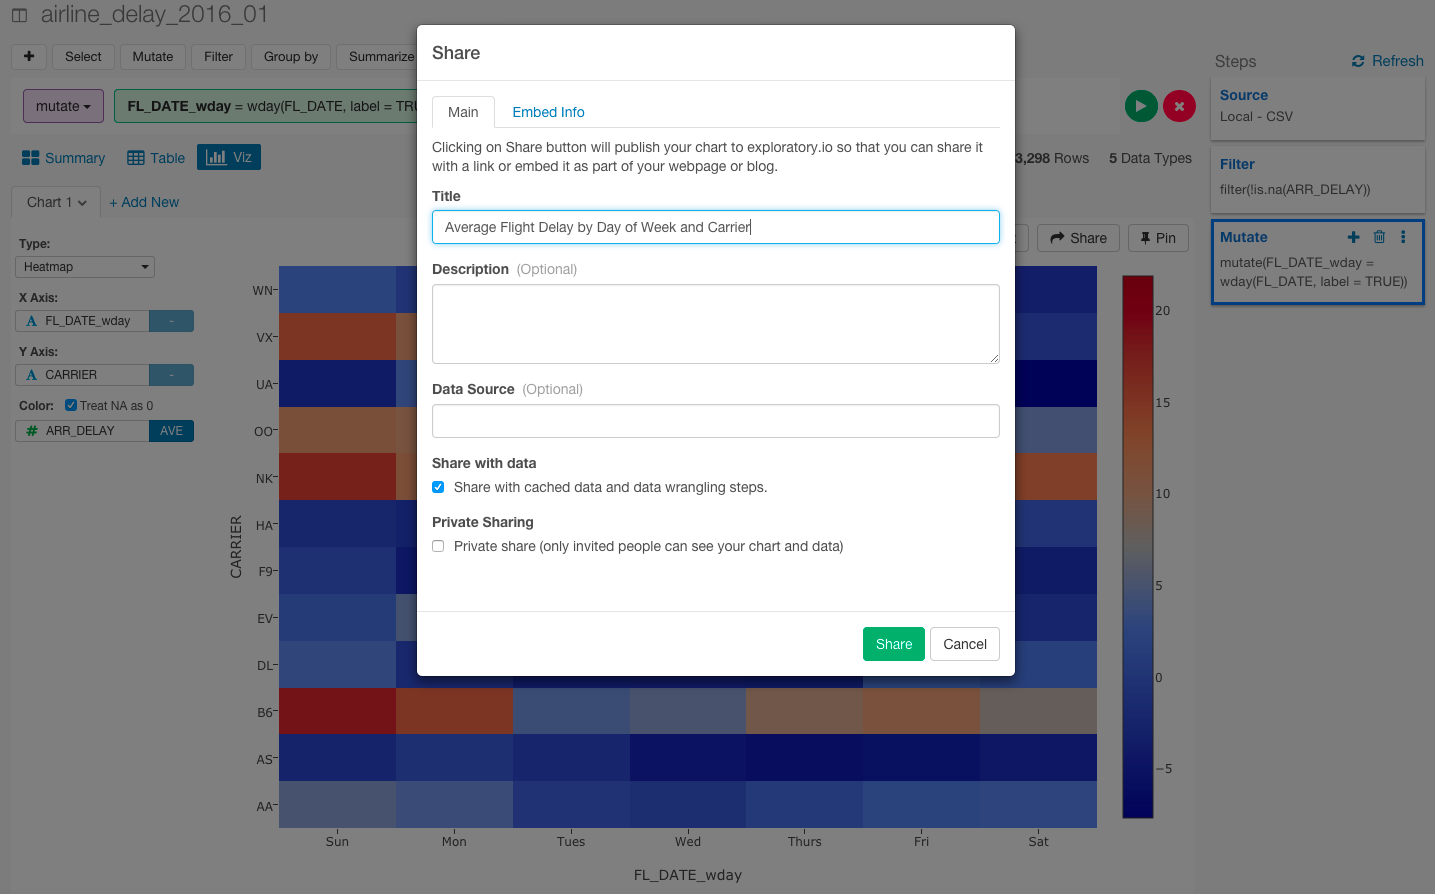 airline_delay_2016_01
+ Select Mutate Filter Group by Summarize
mutate
FL_DATE_wday = wday(FL_DATE, label =
Summary Table Viz
3,298 Rows 5 Data Types
Chart 1 + Add New
Share Pin
Type:
Heatmap
X Axis:
A FL_DATE_wday -
Y Axis:
A CARRIER -
Color: Treat NA as 0
# ARR_DELAY AVE
CARRIER
WN
VX
UA
OO
NK
HA
F9
EV
DL
B6
AS
AA
Sun Mon Tues Wed Thurs Fri Sat
FL_DATE_wday
20
15
10
5
0
−5
Share
Main Embed Info
Clicking on Share button will publish your chart to exploratory.io so that you can share it
with a link or embed it as part of your webpage or blog.
Title
Average Flight Delay by Day of Week and Carrier
Description (Optional)
Data Source (Optional)
Share with data
Share with cached data and data wrangling steps.
Private Sharing
Private share (only invited people can see your chart and data)
Share Cancel
Steps Refresh
Source
Local - CSV
Filter
filter(!is.na(ARR_DELAY))
Mutate
mutate(FL_DATE_wday =
wday(FL_DATE, label = TRUE))